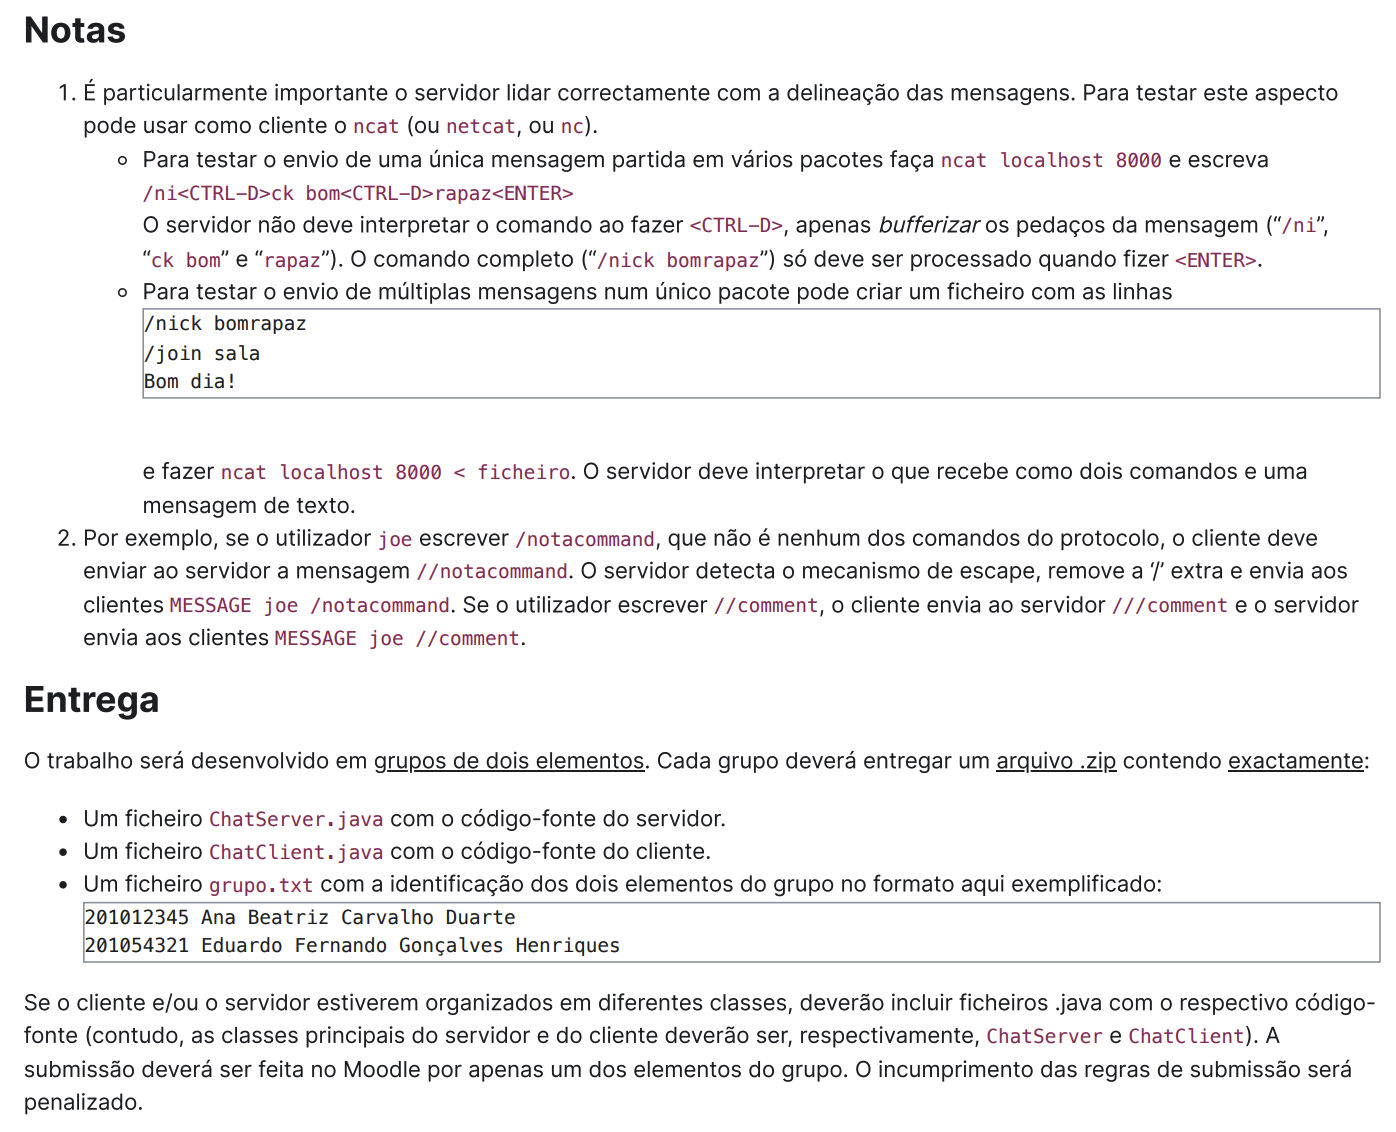 Notas
1. É particularmente importante o servidor lidar correctamente com a delineação das mensagens. Para testar este aspecto
pode usar como cliente o ncat (ou netcat, ou nc).
Para testar o envio de uma única mensagem partida em vários pacotes faça ncat localhost 8000 e escreva
/ni<CTRL-D>ck bom<CTRL-D>rapaz<ENTER>
O servidor não deve interpretar o comando ao fazer <CTRL-D>, apenas bufferizar os pedaços da mensagem (“/ni”,
“ck bom” e “rapaz”). O comando completo (“/nick bomrapaz”) só deve ser processado quando fizer <ENTER>.
Para testar o envio de múltiplas mensagens num único pacote pode criar um ficheiro com as linhas
/nick bomrapaz
/join sala
Bom dia!
e fazer ncat localhost 8000 < ficheiro. O servidor deve interpretar o que recebe como dois comandos e uma
mensagem de texto.
2. Por exemplo, se o utilizador joe escrever /notacommand, que não é nenhum dos comandos do protocolo, o cliente deve
enviar ao servidor a mensagem //notacommand. O servidor detecta o mecanismo de escape, remove a ‘/’ extra e envia aos
clientes MESSAGE joe /notacommand. Se o utilizador escrever //comment, o cliente envia ao servidor ///comment e o servidor
envia aos clientes MESSAGE joe //comment.
Entrega
O trabalho será desenvolvido em grupos de dois elementos. Cada grupo deverá entregar um arquivo .zip contendo exactamente:
Um ficheiro ChatServer.java com o código-fonte do servidor.
Um ficheiro ChatClient.java com o código-fonte do cliente.
Um ficheiro grupo.txt com a identificação dos dois elementos do grupo no formato aqui exemplificado:
201012345 Ana Beatriz Carvalho Duarte
201054321 Eduardo Fernando Gonçalves Henriques
Se o cliente e/ou o servidor estiverem organizados em diferentes classes, deverão incluir ficheiros .java com o respectivo código-
fonte (contudo, as classes principais do servidor e do cliente deverão ser, respectivamente, ChatServer e ChatClient). A
submissão deverá ser feita no Moodle por apenas um dos elementos do grupo. O incumprimento das regras de submissão será
penalizado.